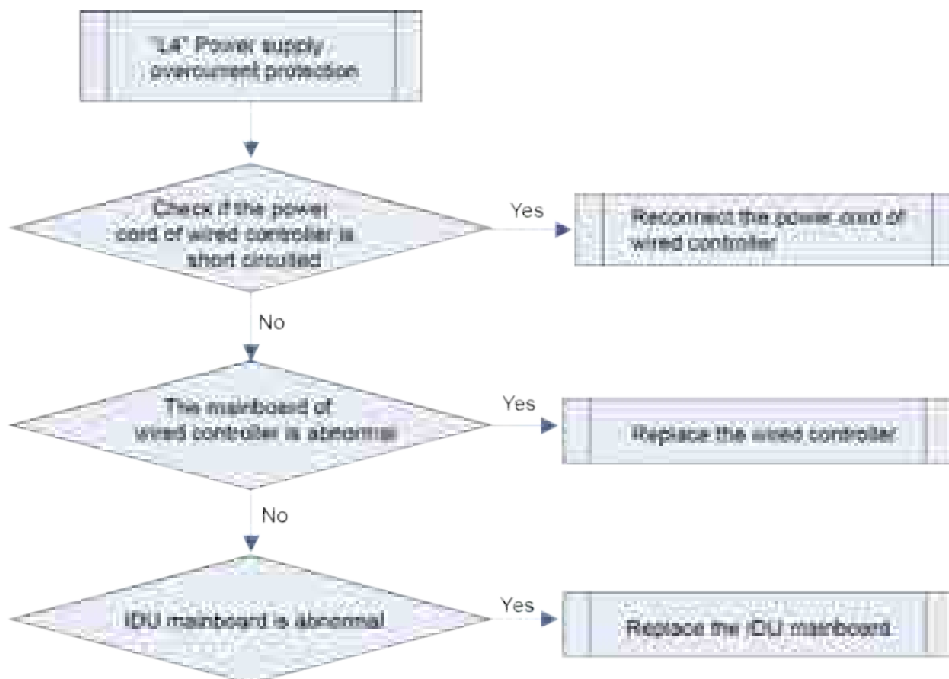 "L4" Power supply
overcurrent protection
Check if the power
cord of wired controller is
short circuited
Yes
Reconnect the power cord of
wired controller
No
The mainboard of
wired controller is abnormal
Yes
Replace the wired controller
No
IDU mainboard is abnormal
Yes
Replace the IDU mainboard